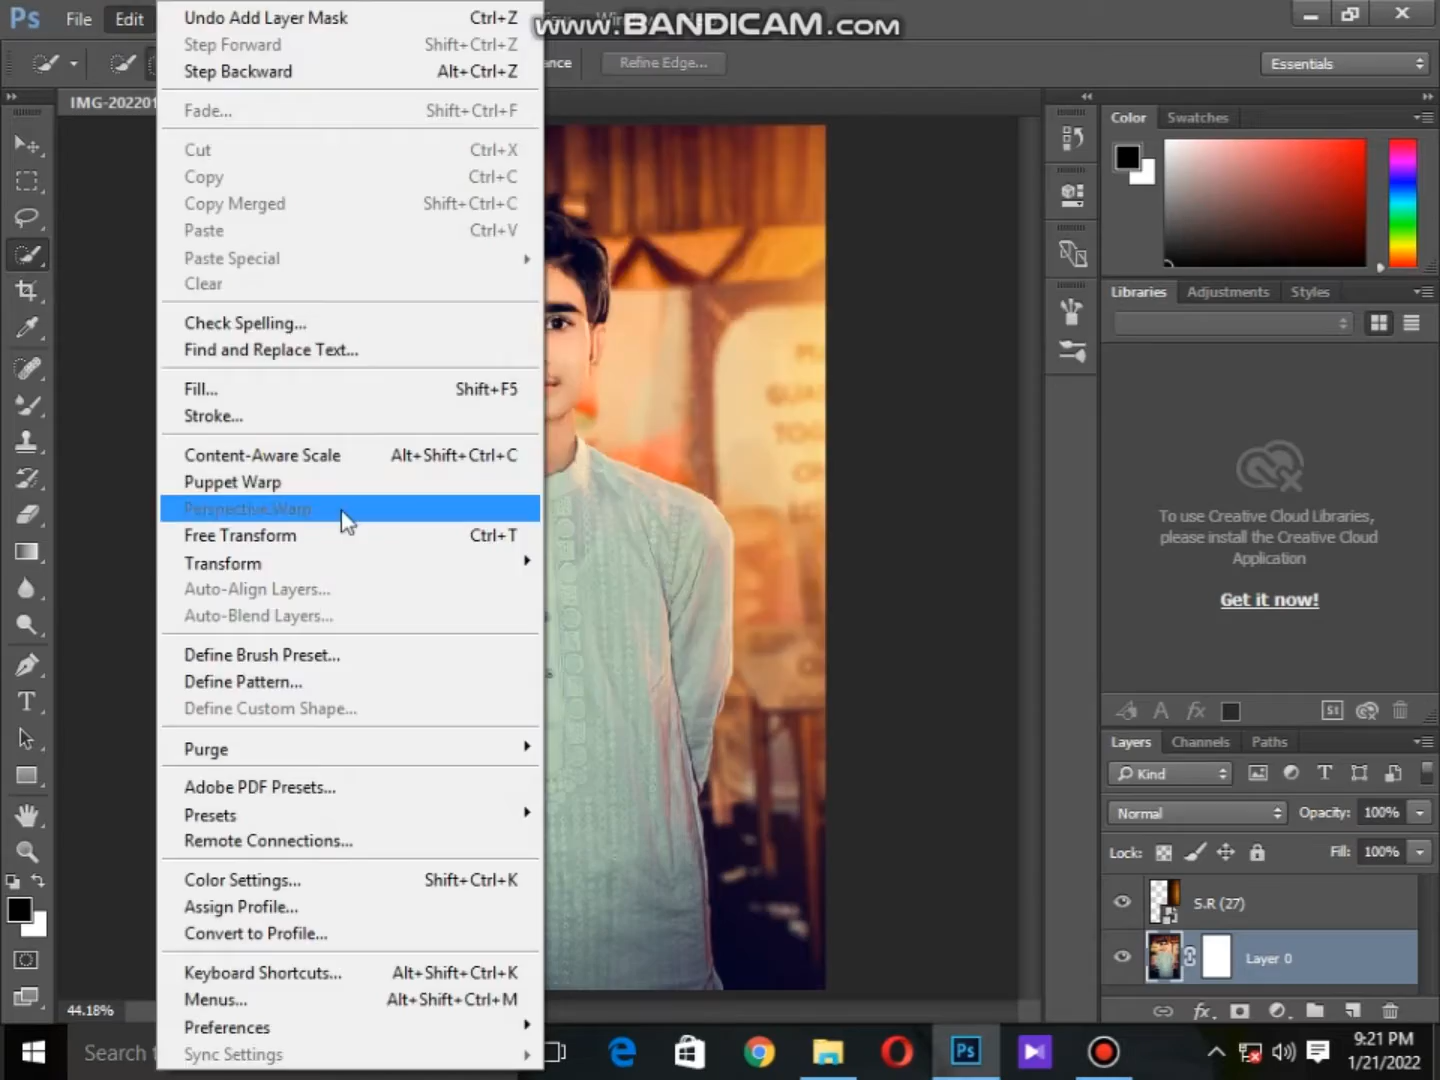 Ps File Edit www.BANDICAM.com
Undo Add Layer Mask Ctrl+Z
Step Forward Shift+Ctrl+Z
Step Backward Alt+Ctrl+Z
Fade... Shift+Ctrl+F
Cut Ctrl+X
Copy Ctrl+C
Copy Merged Shift+Ctrl+C
Paste Ctrl+V
Paste Special
Clear
Check Spelling...
Find and Replace Text...
Fill... Shift+F5
Stroke...
Content-Aware Scale Alt+Shift+Ctrl+C
Puppet Warp
Perspective Warp
Free Transform Ctrl+T
Transform
Auto-Align Layers...
Auto-Blend Layers...
Define Brush Preset...
Define Pattern...
Define Custom Shape...
Purge
Adobe PDF Presets...
Presets
Remote Connections...
Color Settings... Shift+Ctrl+K
Assign Profile...
Convert to Profile...
Keyboard Shortcuts... Alt+Shift+Ctrl+K
Menus... Alt+Shift+Ctrl+M
Preferences
Sync Settings
Refine Edge...
Essentials
IMG-202201
Color Swatches
Libraries Adjustments Styles
To use Creative Cloud Libraries,
please install the Creative Cloud
Application
Get it now!
St
Layers Channels Paths
Kind
Normal Opacity: 100%
Lock: Fill: 100%
S.R (27)
Layer 0
44.18%
Search
Ps
9:21 PM
1/21/2022